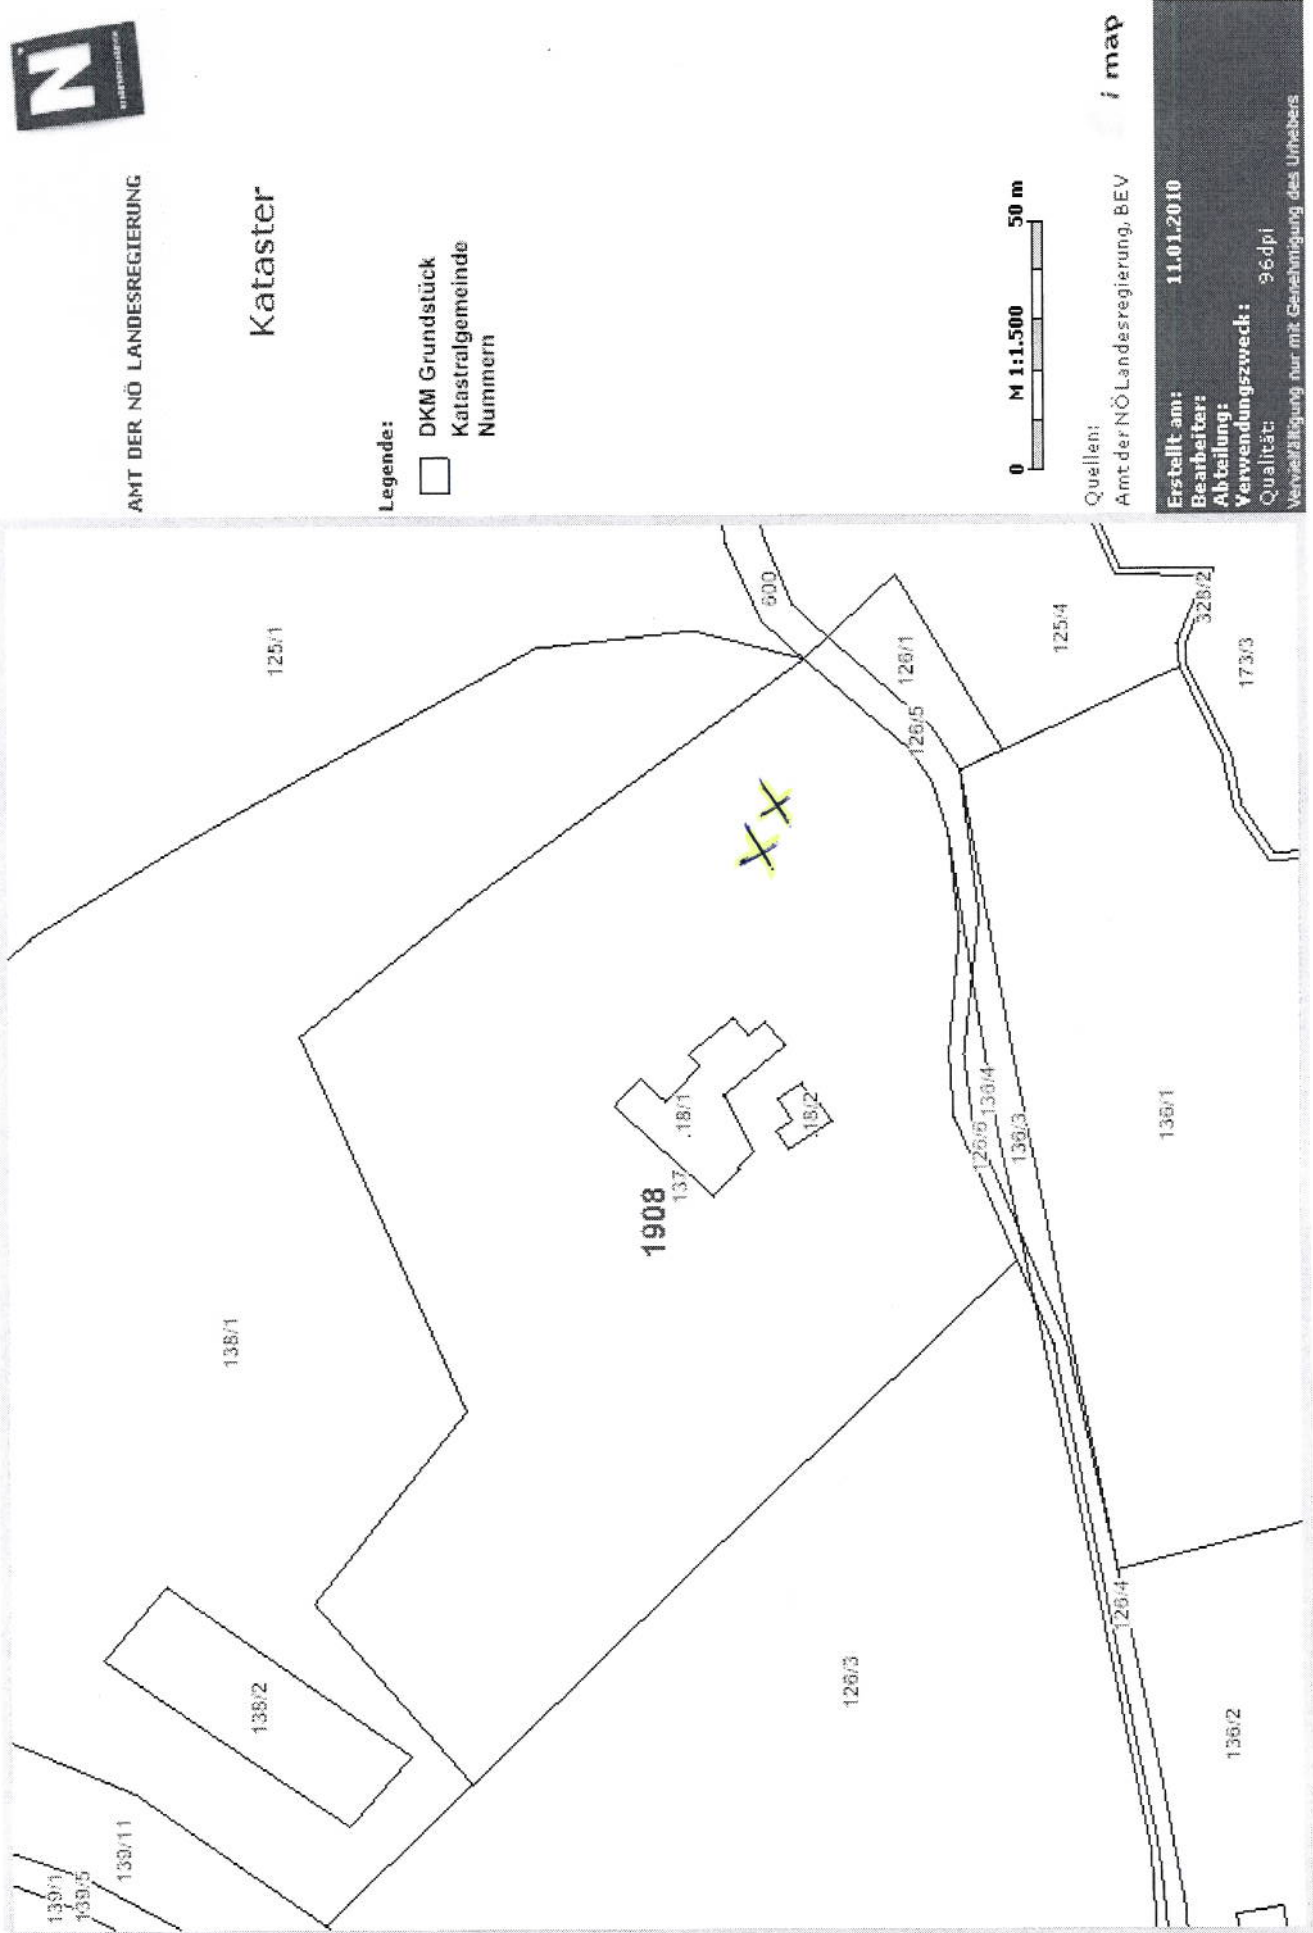 N
AMT DER NÖ LANDESREGIERUNG
Kataster
Legende:
DKM Grundstück
Katastralgemeinde
Nummern
0 M 1:1.500 50 m
Quellen:
Amt der NÖ Landesregierung, BEV
i map
Erstellt am: 11.01.2010
Bearbeiter:
Abteilung:
Verwendungszweck:
Qualität: 96dpi
Vervielfältigung nur mit Genehmigung des Urhebers
139/1
139/5
139/11
138/2
138/1
125/1
1908
137
.18/1
.18/2
600
126/1
126/5
125/4
328/2
173/3
126/6
136/4
136/3
136/1
126/3
126/4
136/2